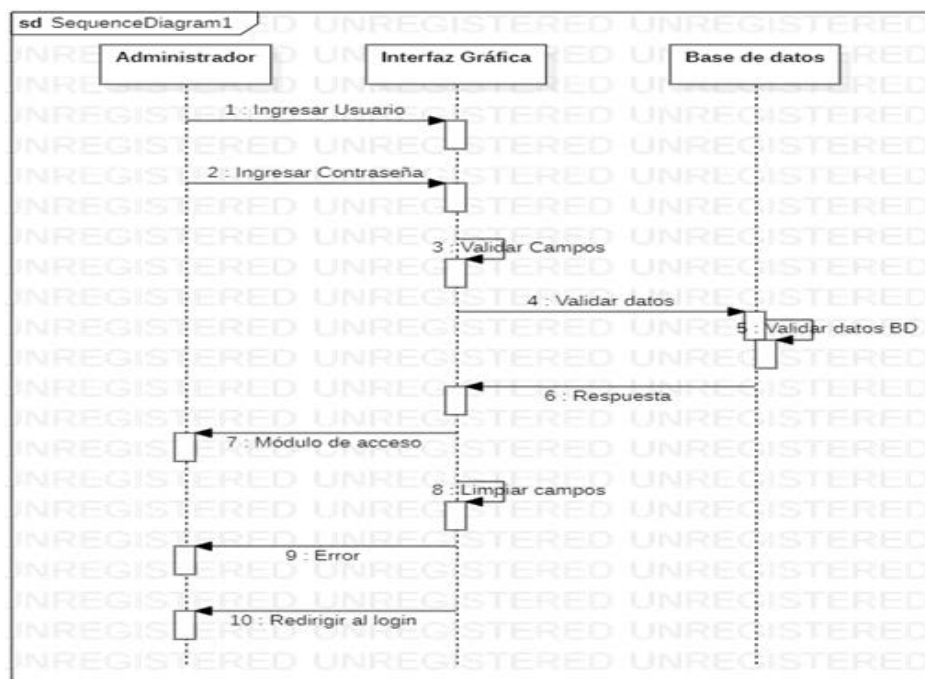 sd SequenceDiagram1
Administrador
Interfaz Gráfica
Base de datos
1 : Ingresar Usuario
2 : Ingresar Contraseña
3 : Validar Campos
4 : Validar datos
5 : Validar datos BD
6 : Respuesta
7 : Módulo de acceso
8 : Limpiar campos
9 : Error
10 : Redirigir al login
UNREGISTERED